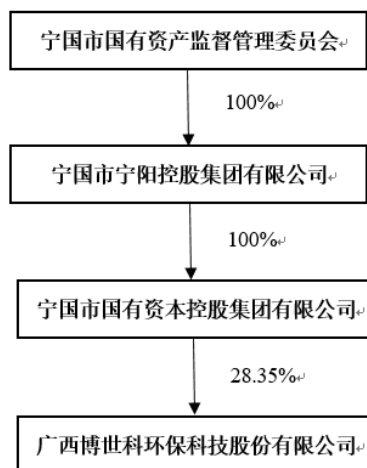 宁国市国有资产监督管理委员会
100%
宁国市宁阳控股集团有限公司
100%
宁国市国有资本控股集团有限公司
28.35%
广西博世科环保科技股份有限公司